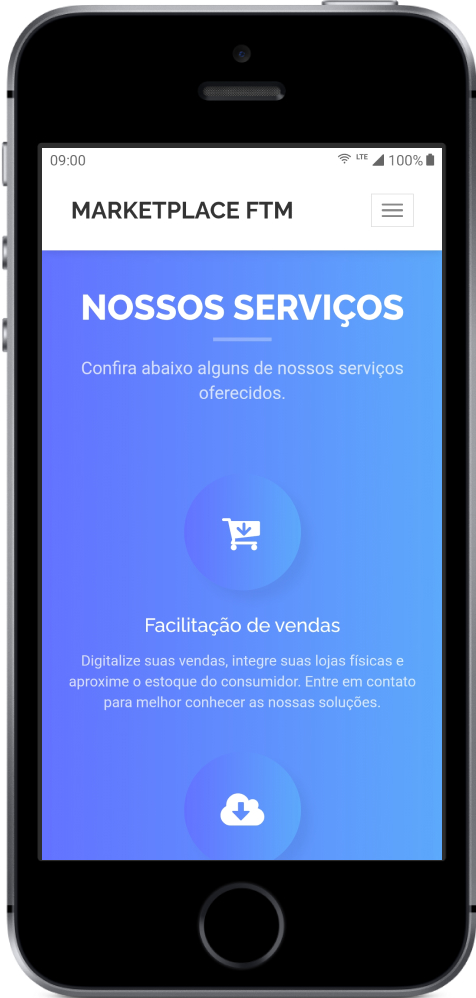 09:00 LTE 100%
MARKETPLACE FTM
NOSSOS SERVIÇOS
Confira abaixo alguns de nossos serviços
oferecidos.
Facilitação de vendas
Digitalize suas vendas, integre suas lojas físicas e
aproxime o estoque do consumidor. Entre em contato
para melhor conhecer as nossas soluções.